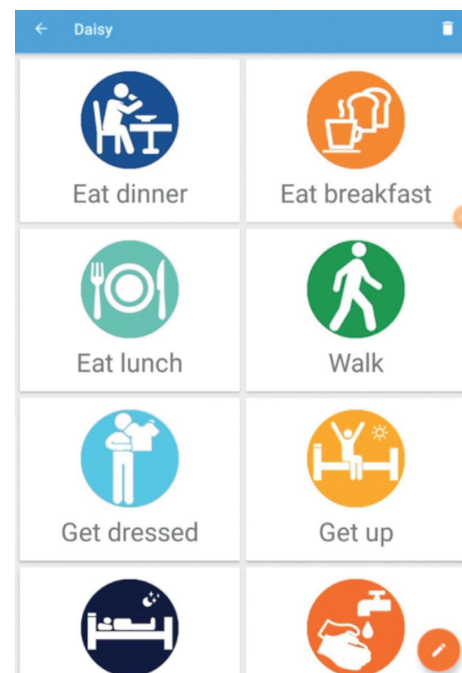 Daisy
Eat dinner
Eat breakfast
Eat lunch
Walk
Get dressed
Get up